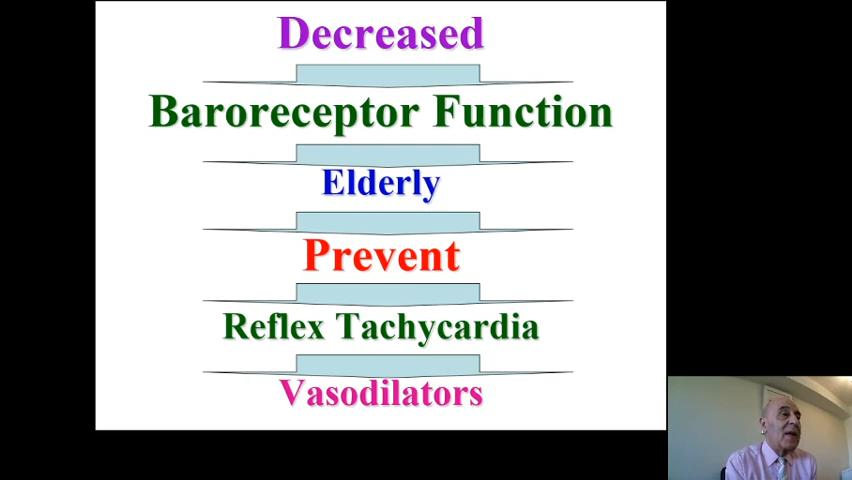 Decreased
Baroreceptor Function
Elderly
Prevent
Reflex Tachycardia
Vasodilators